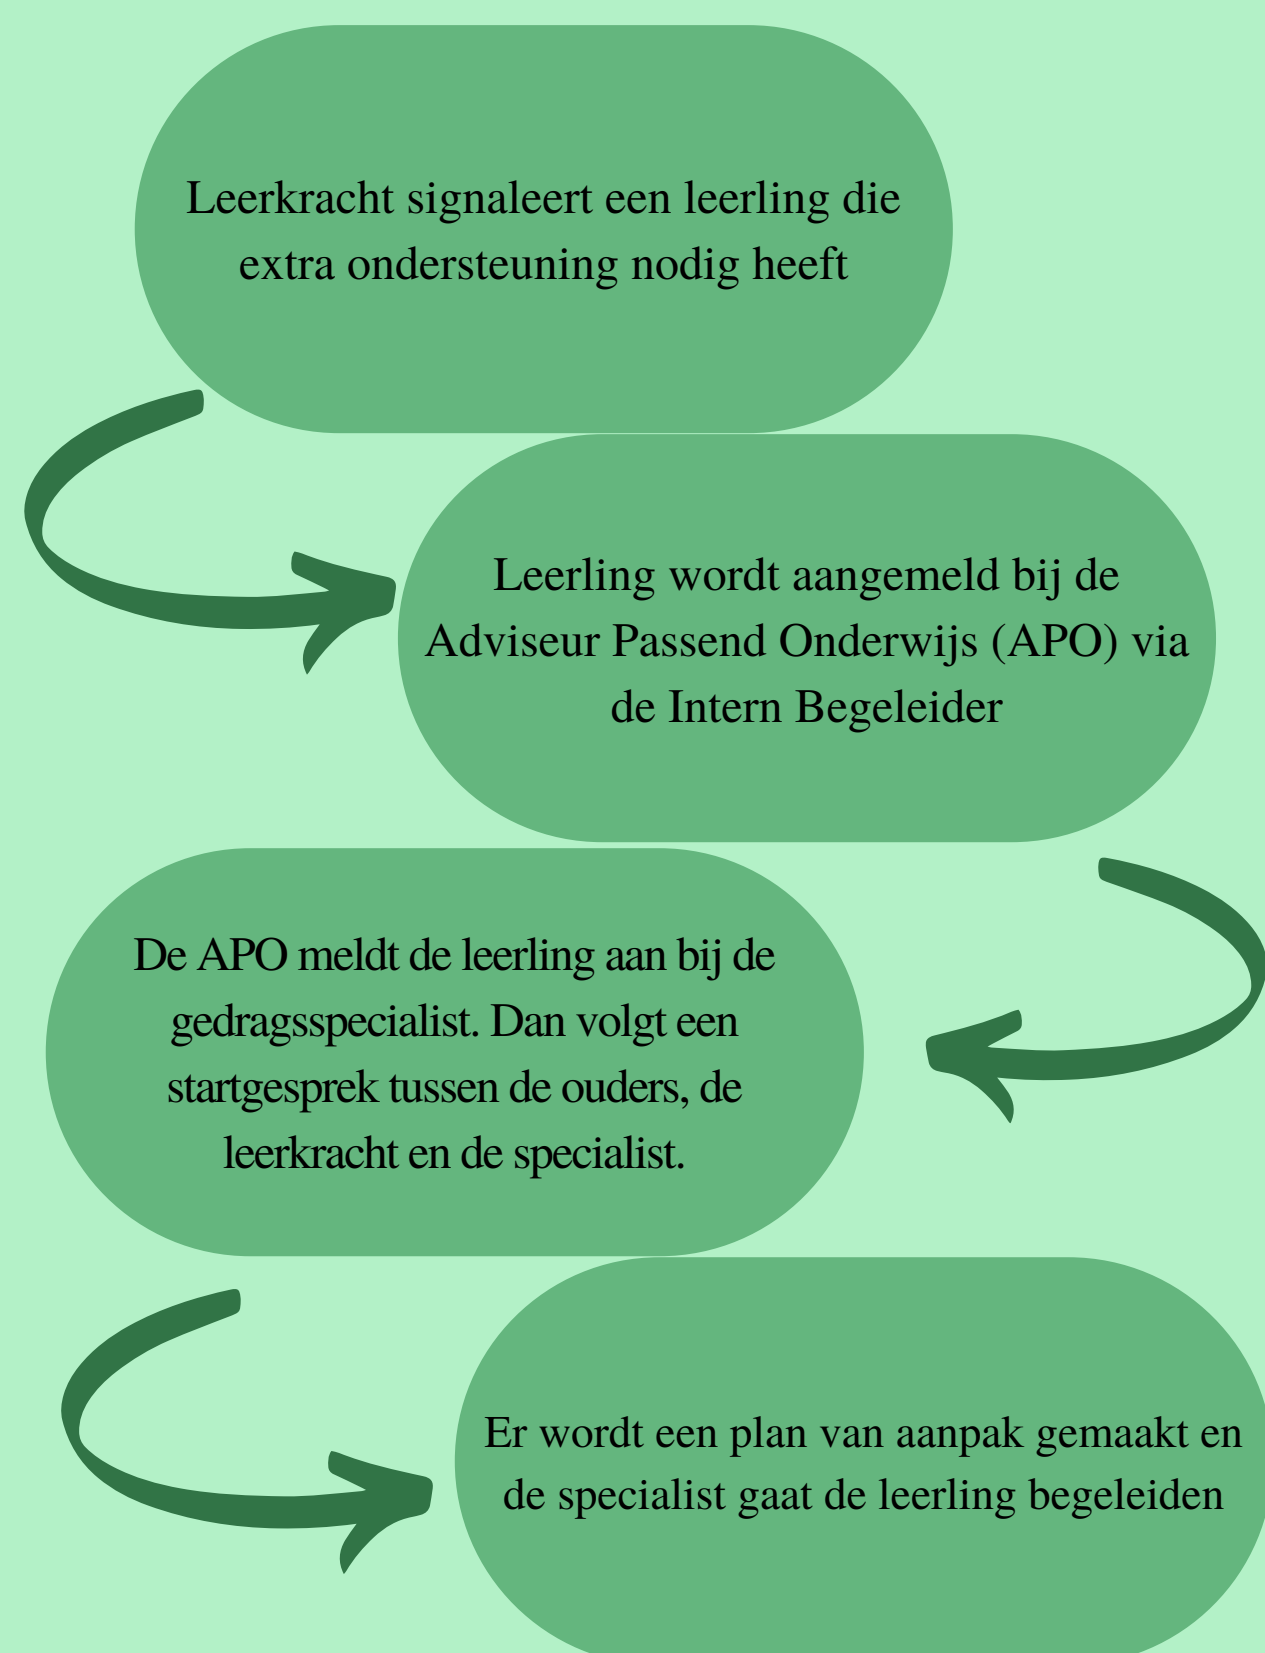 Leerkracht signaleert een leerling die
extra ondersteuning nodig heeft
Leerling wordt aangemeld bij de
Adviseur Passend Onderwijs (APO) via
de Intern Begeleider
De APO meldt de leerling aan bij de
gedragsspecialist. Dan volgt een
startgesprek tussen de ouders, de
leerkracht en de specialist.
Er wordt een plan van aanpak gemaakt en
de specialist gaat de leerling begeleiden